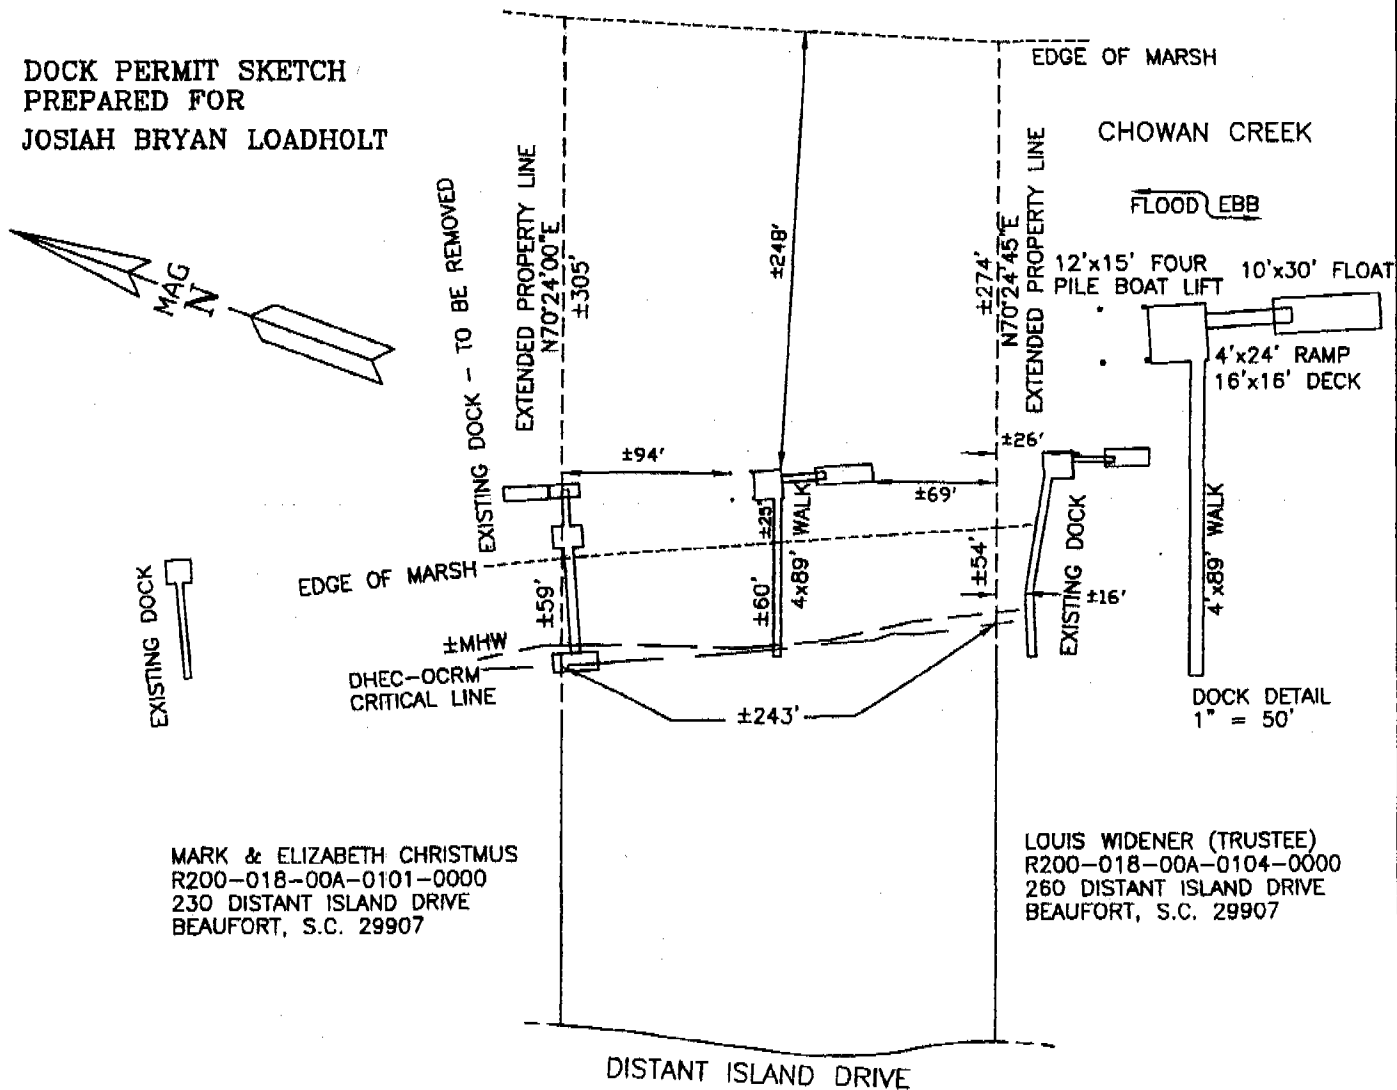 DOCK PERMIT SKETCH
PREPARED FOR
JOSIAH BRYAN LOADHOLT
MAG
N
EDGE OF MARSH
CHOWAN CREEK
FLOOD EBB
12'x15' FOUR
PILE BOAT LIFT
10'x30' FLOAT
4'x24' RAMP
16'x16' DECK
4'x89' WALK
DOCK DETAIL
1" = 50'
EXISTING DOCK - TO BE REMOVED
EXTENDED PROPERTY LINE
N70°24'00"E
±305'
±248'
±274'
N70°24'45"E
EXTENDED PROPERTY LINE
±94'
±26'
±69'
±25'
4x89' WALK
±60'
±59'
±54'
±16'
EXISTING DOCK
EXISTING DOCK
EDGE OF MARSH
±MHW
DHEC-OCRM
CRITICAL LINE
±243'
MARK & ELIZABETH CHRISTMUS
R200-018-00A-0101-0000
230 DISTANT ISLAND DRIVE
BEAUFORT, S.C. 29907
LOUIS WIDENER (TRUSTEE)
R200-018-00A-0104-0000
260 DISTANT ISLAND DRIVE
BEAUFORT, S.C. 29907
DISTANT ISLAND DRIVE